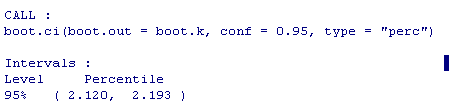 CALL :
boot.ci(boot.out = boot.k, conf = 0.95, type = "perc")
Intervals :
Level     Percentile
95%   ( 2.120,  2.193 )